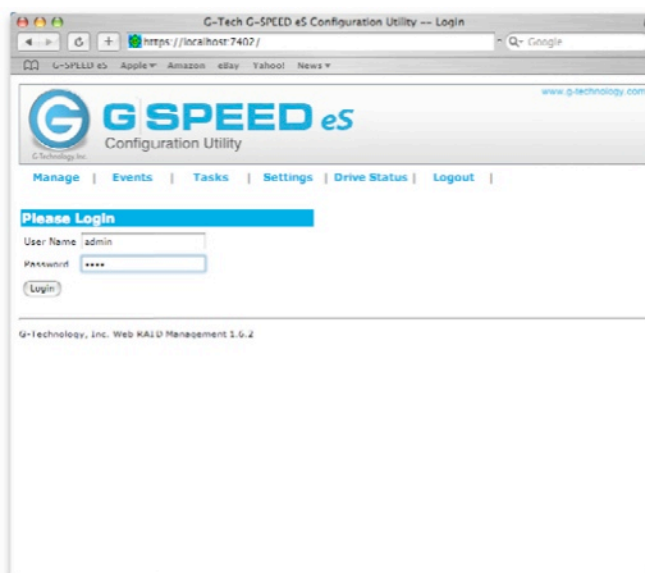 G-Tech G-SPEED eS Configuration Utility -- Login
https://localhost:7402/
Google
G-SPEED eS Apple Amazon eBay Yahoo! News
www.g-technology.com
G
G-Technology, Inc.
G SPEED eS
Configuration Utility
Manage | Events | Tasks | Settings | Drive Status | Logout |
Please Login
User Name admin
Password ••••
Login
G-Technology, Inc. Web RAID Management 1.6.2